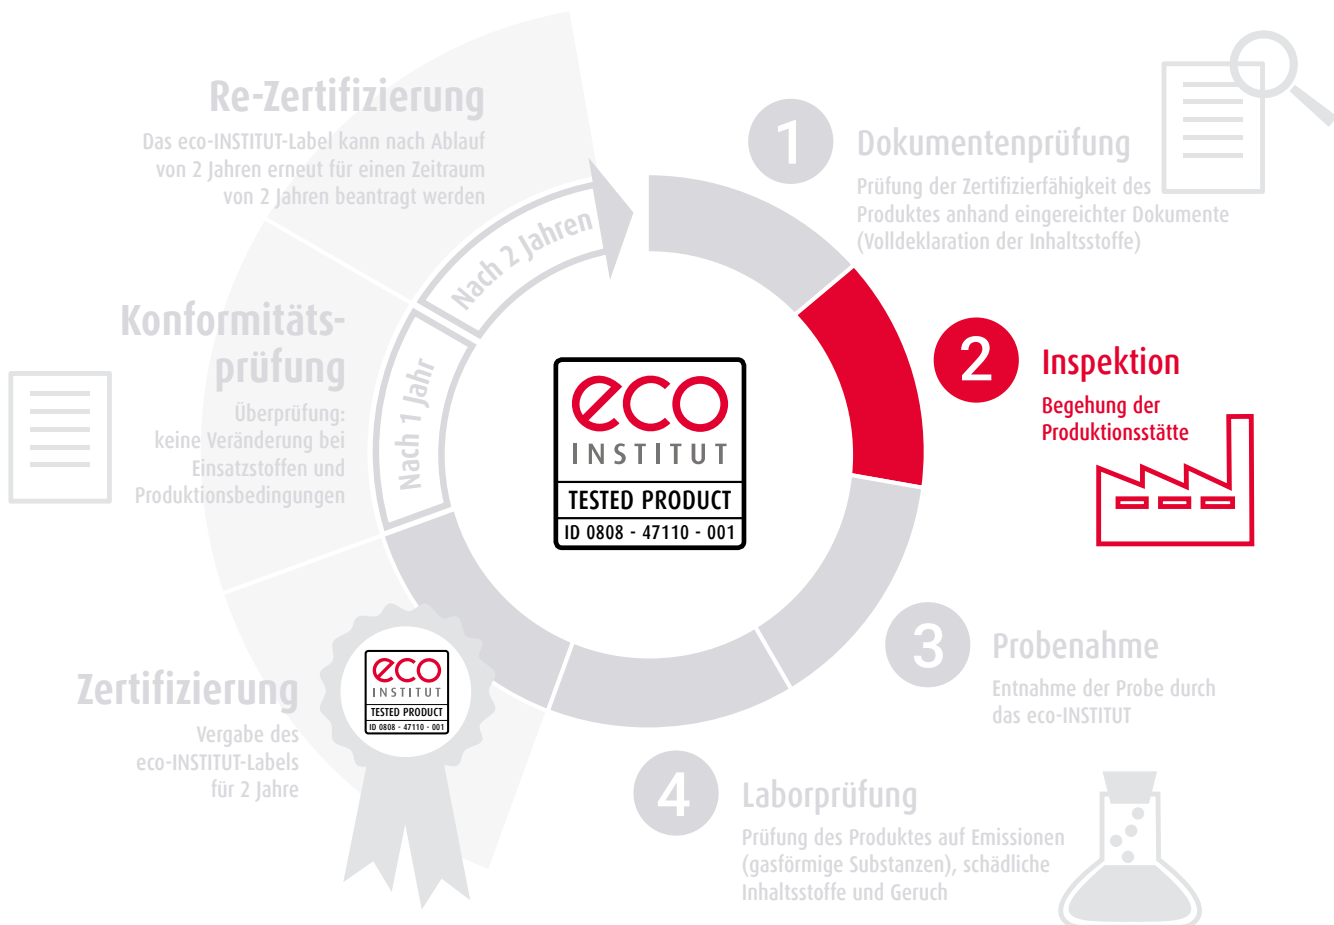 Re-Zertifizierung
Das eco-INSTITUT-Label kann nach Ablauf
von 2 Jahren erneut für einen Zeitraum
von 2 Jahren beantragt werden
1
Dokumentenprüfung
Prüfung der Zertifizierfähigkeit des
Produktes anhand eingereichter Dokumente
(Volldeklaration der Inhaltsstoffe)
Nach 2 Jahren
Konformitäts-
prüfung
Überprüfung:
keine Veränderung bei
Einsatzstoffen und
Produktionsbedingungen
Nach 1 Jahr
eco
INSTITUT
TESTED PRODUCT
ID 0808 - 47110 - 001
2
Inspektion
Begehung der
Produktionsstätte
3
Probenahme
Entnahme der Probe durch
das eco-INSTITUT
Zertifizierung
Vergabe des
eco-INSTITUT-Labels
für 2 Jahre
eco
INSTITUT
TESTED PRODUCT
ID 0808 - 47110 - 001
4
Laborprüfung
Prüfung des Produktes auf Emissionen
(gasförmige Substanzen), schädliche
Inhaltsstoffe und Geruch